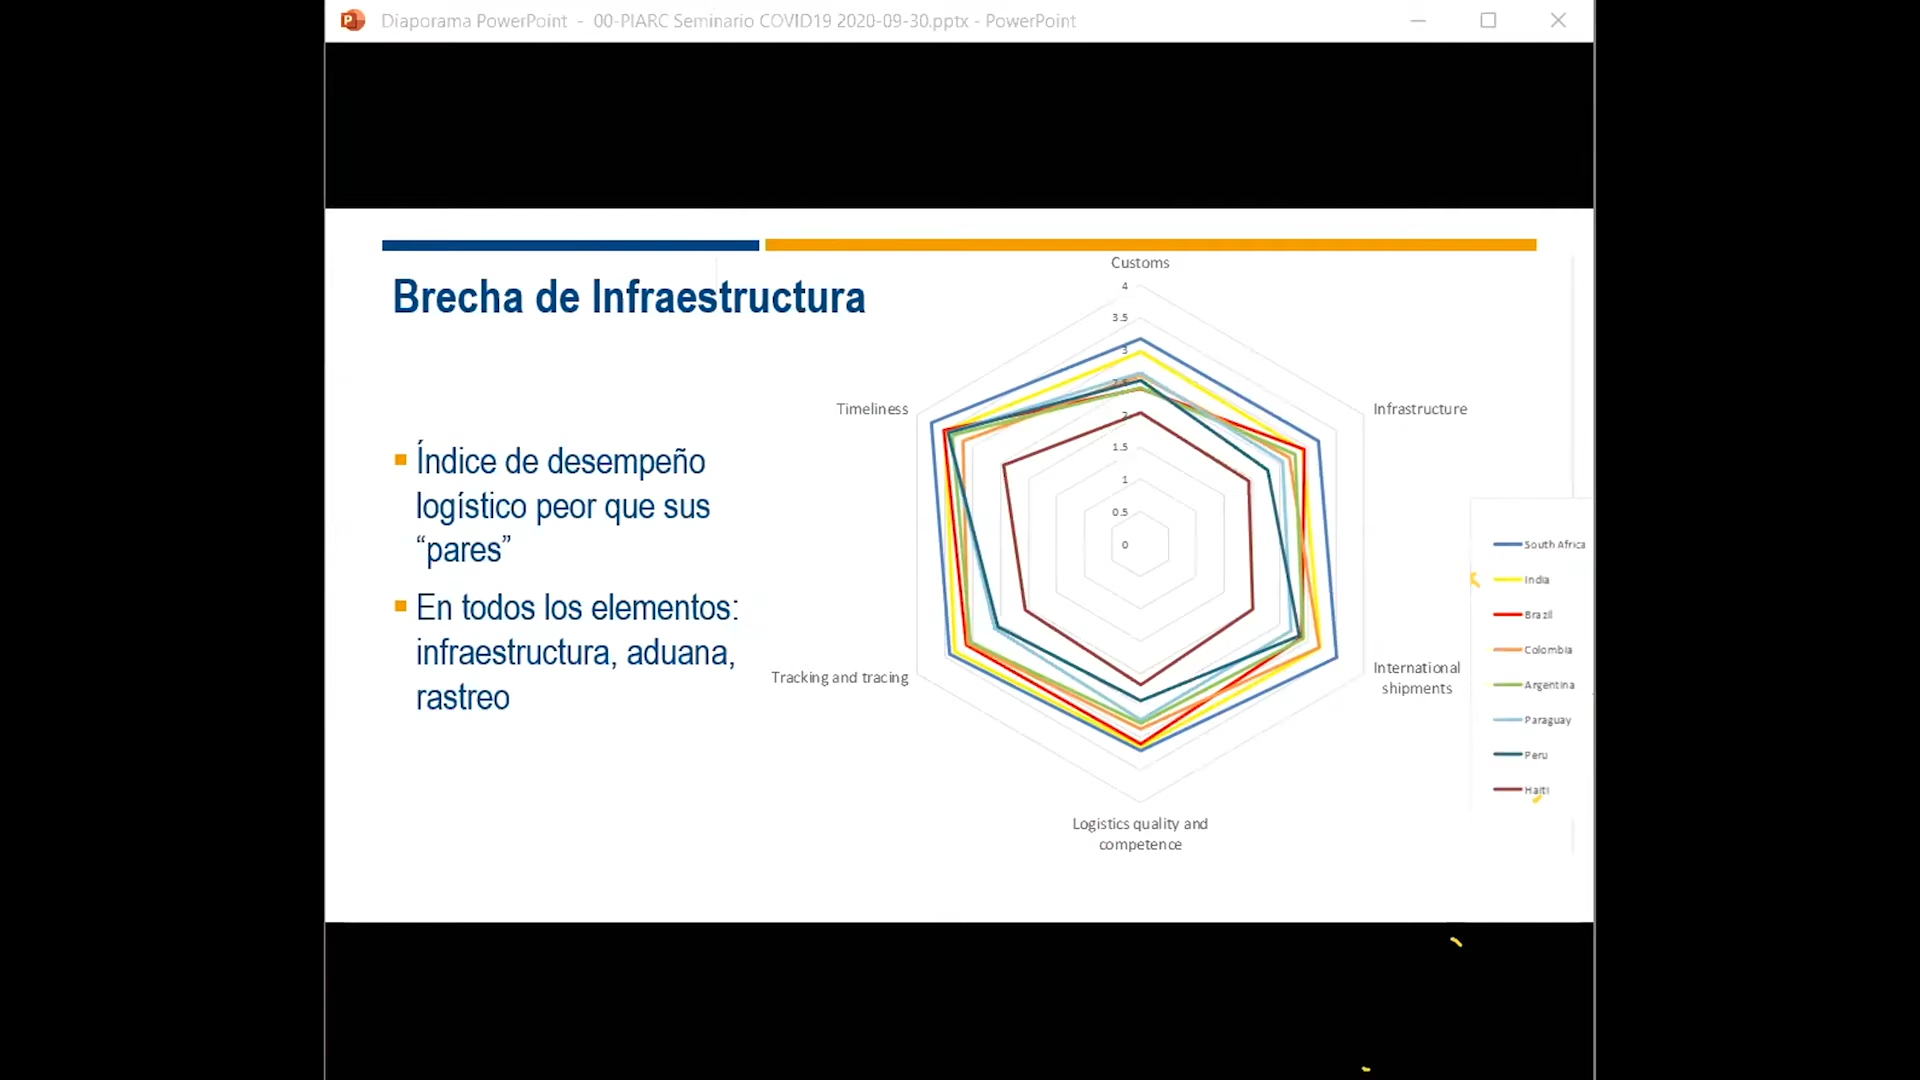 Diaporama PowerPoint - 00-PIARC Seminario COVID19 2020-09-30.pptx - PowerPoint
Brecha de Infraestructura
Índice de desempeño
logístico peor que sus
“pares”
En todos los elementos:
infraestructura, aduana,
rastreo
Customs
4
3.5
3
2.5
2
1.5
1
0.5
0
Timeliness
Infrastructure
Tracking and tracing
International
shipments
Logistics quality and
competence
South Africa
India
Brazil
Colombia
Argentina
Paraguay
Peru
Haiti